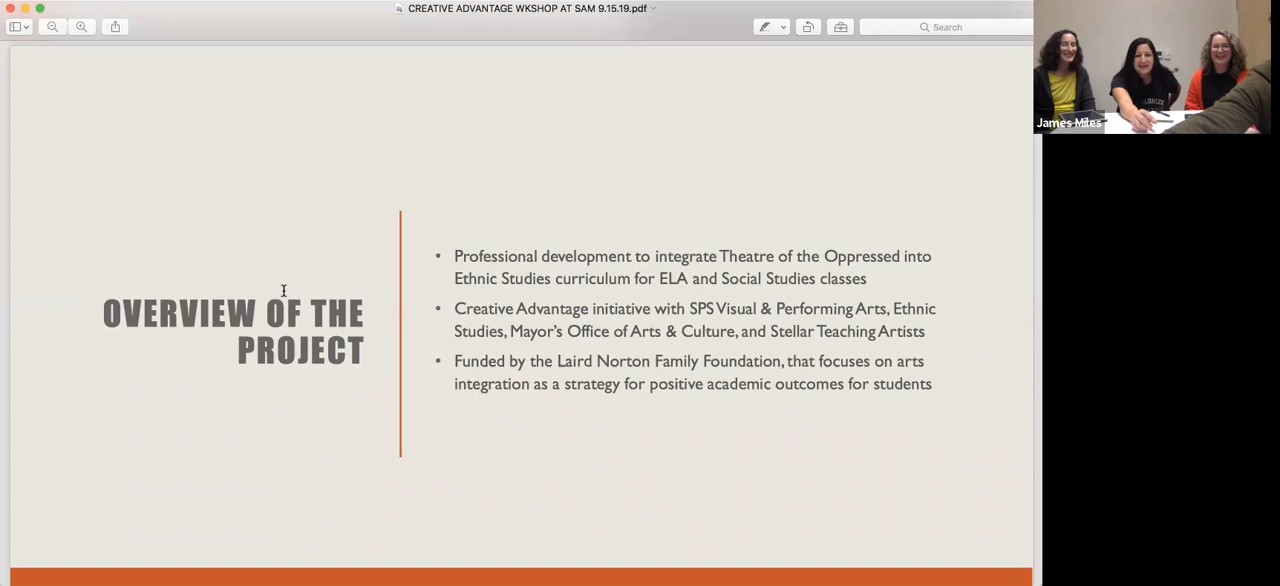 CREATIVE ADVANTAGE WKSHOP AT SAM 9.15.19.pdf
Search
James Miles
OVERVIEW OF THE
PROJECT
• Professional development to integrate Theatre of the Oppressed into
Ethnic Studies curriculum for ELA and Social Studies classes
• Creative Advantage initiative with SPS Visual & Performing Arts, Ethnic
Studies, Mayor's Office of Arts & Culture, and Stellar Teaching Artists
• Funded by the Laird Norton Family Foundation, that focuses on arts
integration as a strategy for positive academic outcomes for students